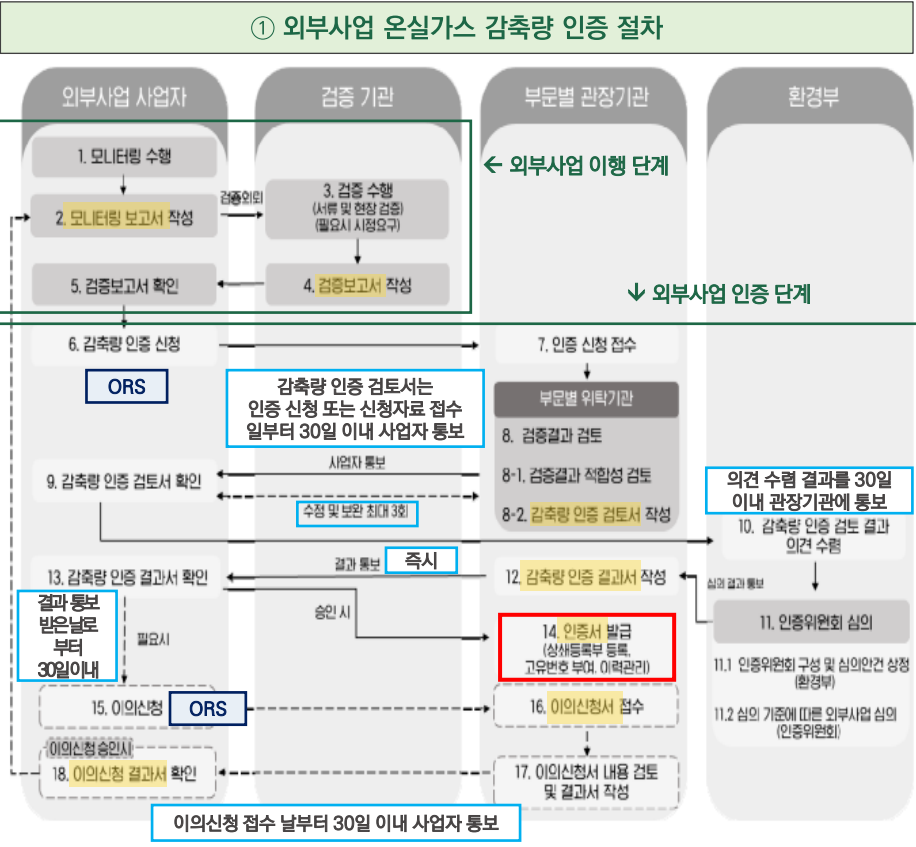 ① 외부사업 온실가스 감축량 인증 절차
외부사업 사업자
검증 기관
부문별 관장기관
환경부
1. 모니터링 수행
← 외부사업 이행 단계
2. 모니터링 보고서 작성
검증의뢰
3. 검증 수행
(서류 및 현장 검증)
(필요시 시정요구)
5. 검증보고서 확인
4. 검증보고서 작성
↓ 외부사업 인증 단계
6. 감축량 인증 신청
7. 인증 신청 접수
ORS
감축량 인증 검토서는
인증 신청 또는 신청자료 접수
일부터 30일 이내 사업자 통보
부문별 위탁기관
8. 검증결과 검토
사업자 통보
8-1. 검증결과 적합성 검토
9. 감축량 인증 검토서 확인
수정 및 보완 최대 3회
8-2. 감축량 인증 검토서 작성
의견 수렴 결과를 30일
이내 관장기관에 통보
10. 감축량 인증 검토 결과
의견 수렴
결과 통보
즉시
13. 감축량 인증 결과서 확인
12. 감축량 인증 결과서 작성
심의 결과 통보
결과 통보
받은날로
부터
30일이내
필요시
승인 시
14. 인증서 발급
(상쇄등록부 등록,
고유번호 부여, 이력관리)
11. 인증위원회 심의
11.1 인증위원회 구성 및 심의안건 상정
(환경부)
11.2 심의 기준에 따른 외부사업 심의
(인증위원회)
15. 이의신청
ORS
16. 이의신청서 접수
이의신청 승인시
18. 이의신청 결과서 확인
17. 이의신청서 내용 검토
및 결과서 작성
이의신청 접수 날부터 30일 이내 사업자 통보